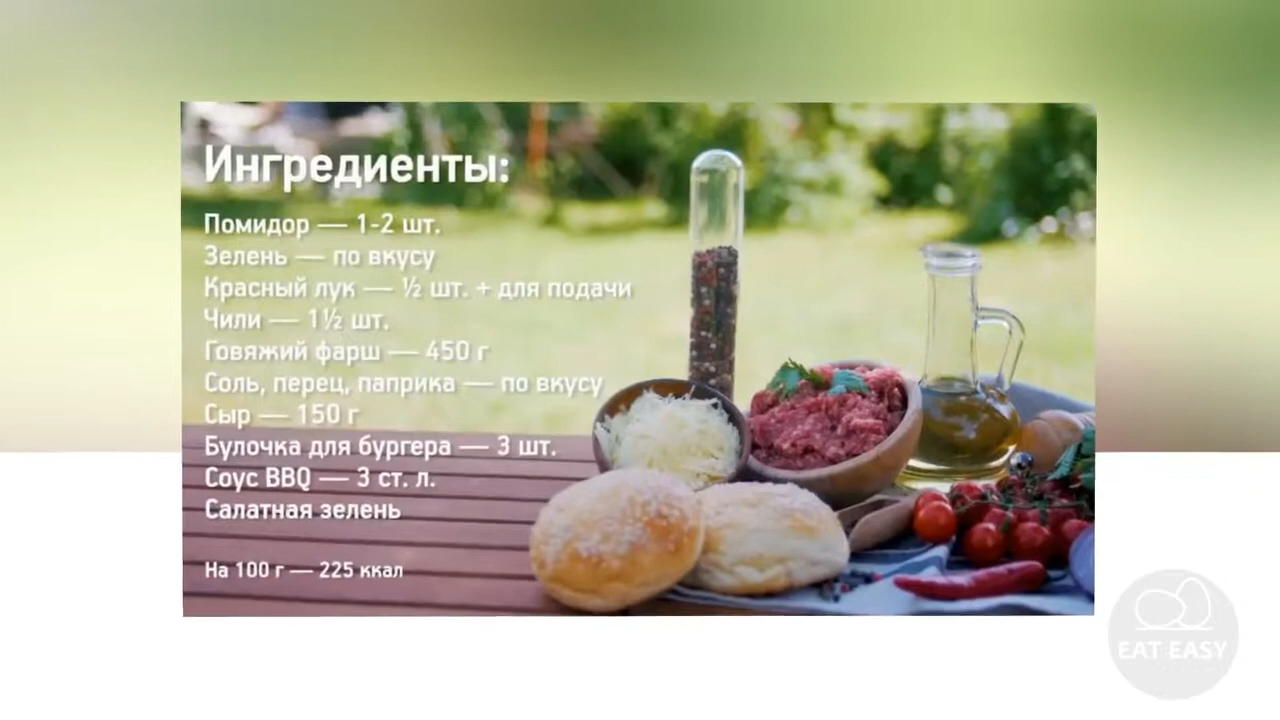 Ингредиенты:
Помидор — 1-2 шт.
Зелень — по вкусу
Красный лук — ½ шт. + для подачи
Чили — 1½ шт.
Говяжий фарш — 450 г
Соль, перец, паприка — по вкусу
Сыр — 150 г
Булочка для бургера — 3 шт.
Соус BBQ — 3 ст. л.
Салатная зелень
На 100 г — 225 ккал
EAT EASY